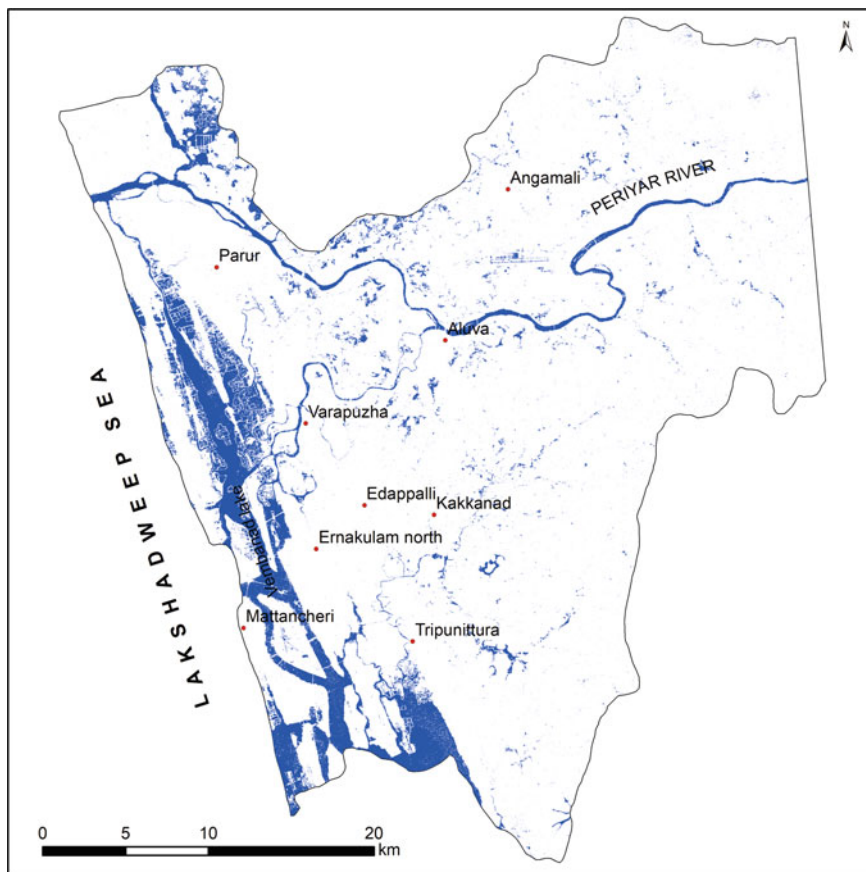 N
Angamali
PERIYAR RIVER
Parur
Aluva
LAKSHADWEEP SEA
Varapuzha
Edappalli
Kakkanad
Vembanad lake
Ernakulam north
Mattancheri
Tripunittura
0 5 10 20
km